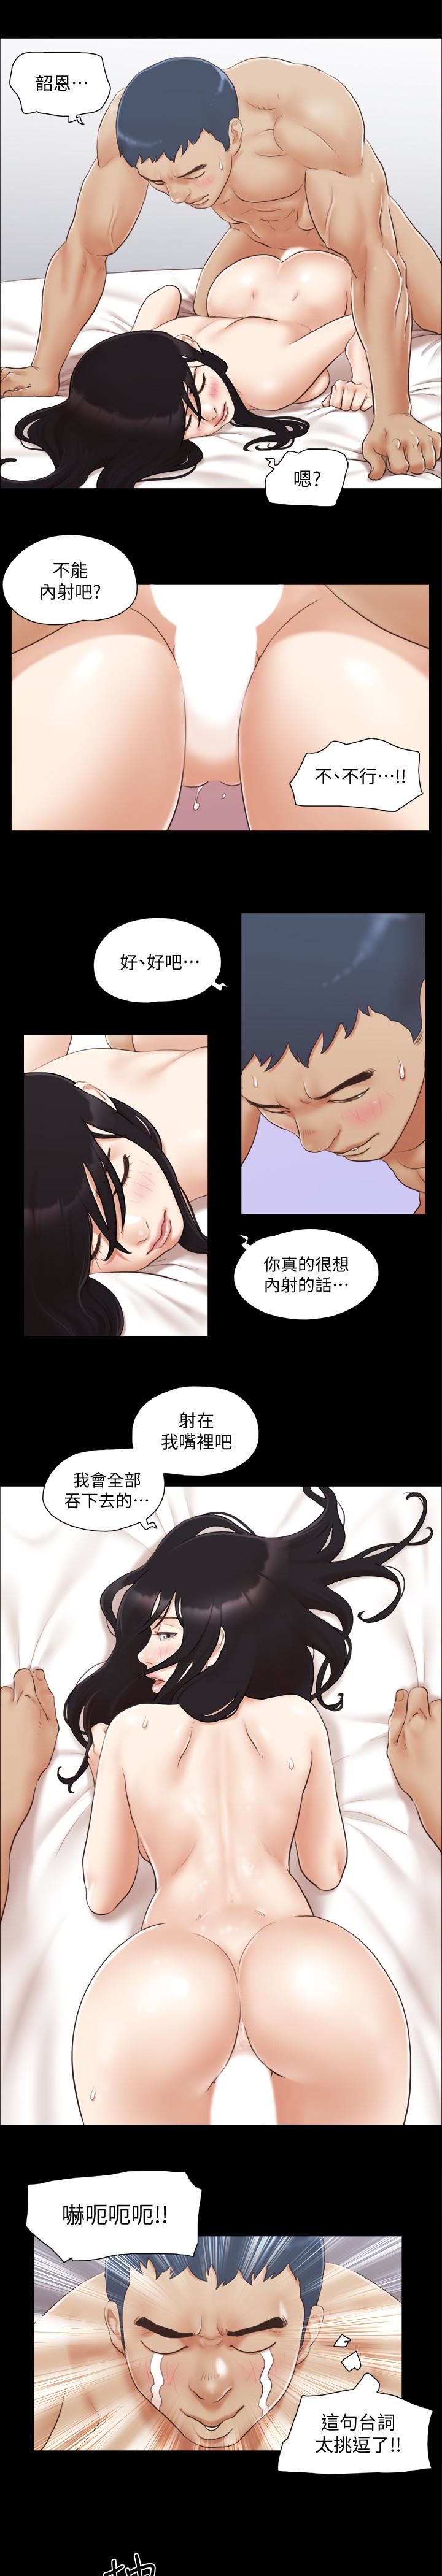 韶恩…
嗯?
不能
內射吧?
不、不行…!!
好、好吧…
你真的很想
內射的話…
射在
我嘴裡吧
我會全部
吞下去的…
嚇呃呃呃!!
這句台詞
太挑逗了!!